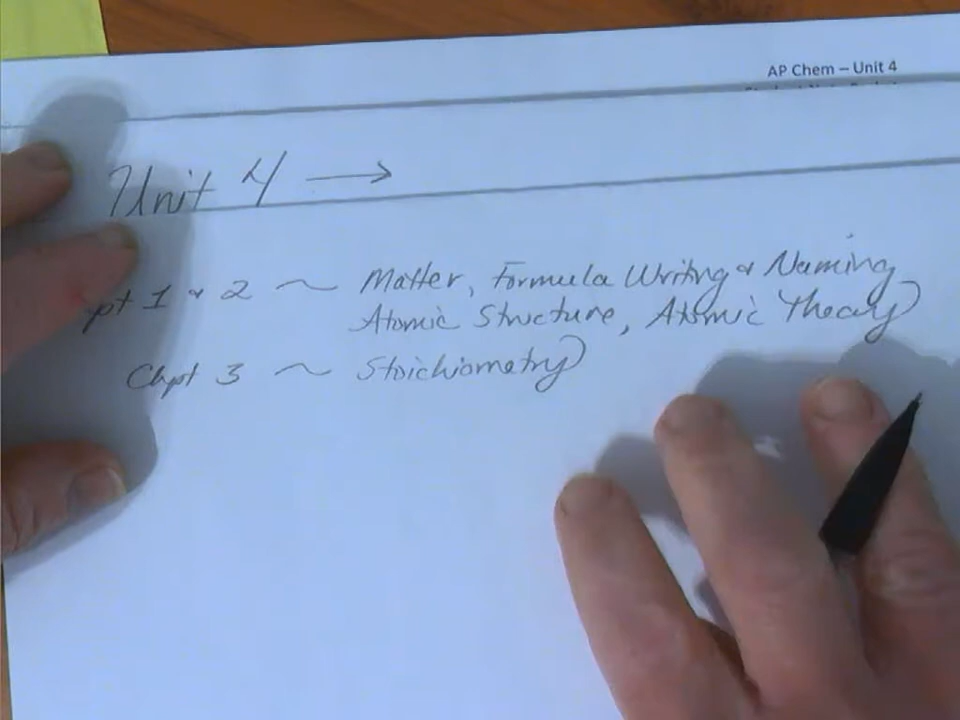 AP Chem – Unit 4
Unit 4 →
pt 1 & 2 ~ Matter, Formula Writing & Naming
Atomic Structure, Atomic Theory
Chpt 3 ~ Stoichiometry